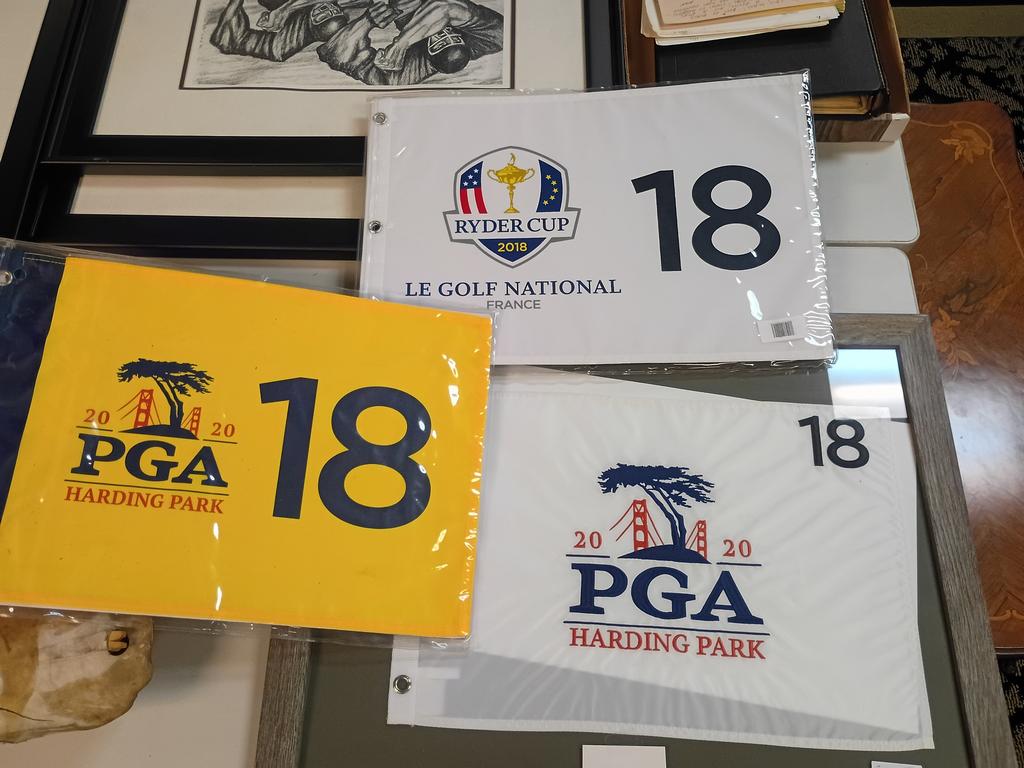 RYDER CUP
2018
LE GOLF NATIONAL
FRANCE
18
20 20
PGA
HARDING PARK
18
18
20 20
PGA
HARDING PARK